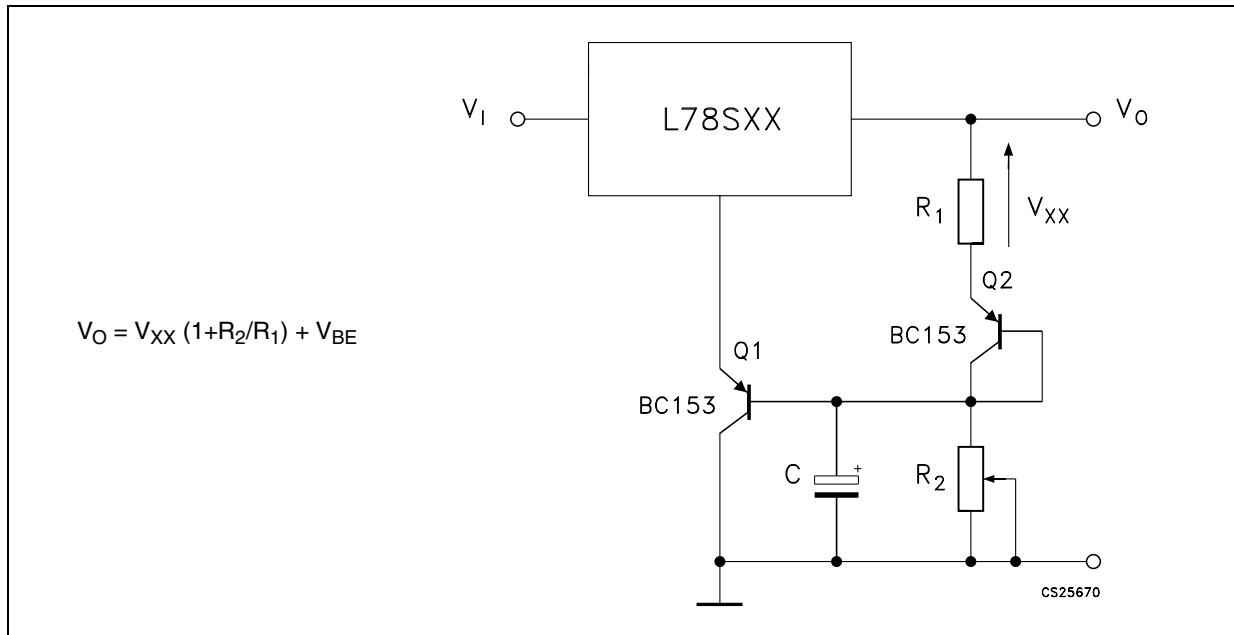 L78SXX
V_I
V_O
R_1
V_XX
Q2
BC153
V_O = V_XX (1+R_2/R_1) + V_BE
Q1
BC153
C
+
R_2
CS25670